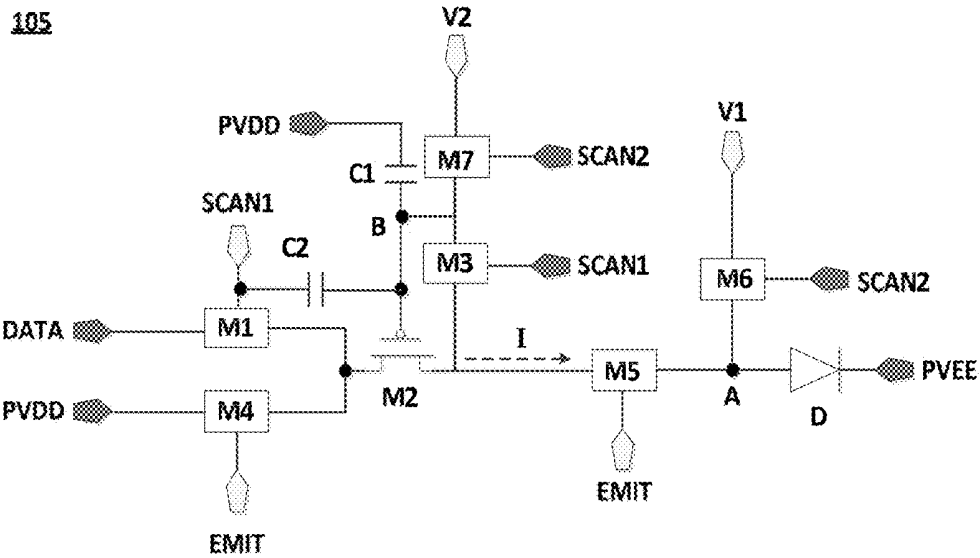 105
V2
PVDD
V1
M7
SCAN2
C1
SCAN1
B
C2
M3
SCAN1
M6
SCAN2
DATA
M1
I
M5
PVEE
PVDD
M4
M2
A
D
EMIT
EMIT